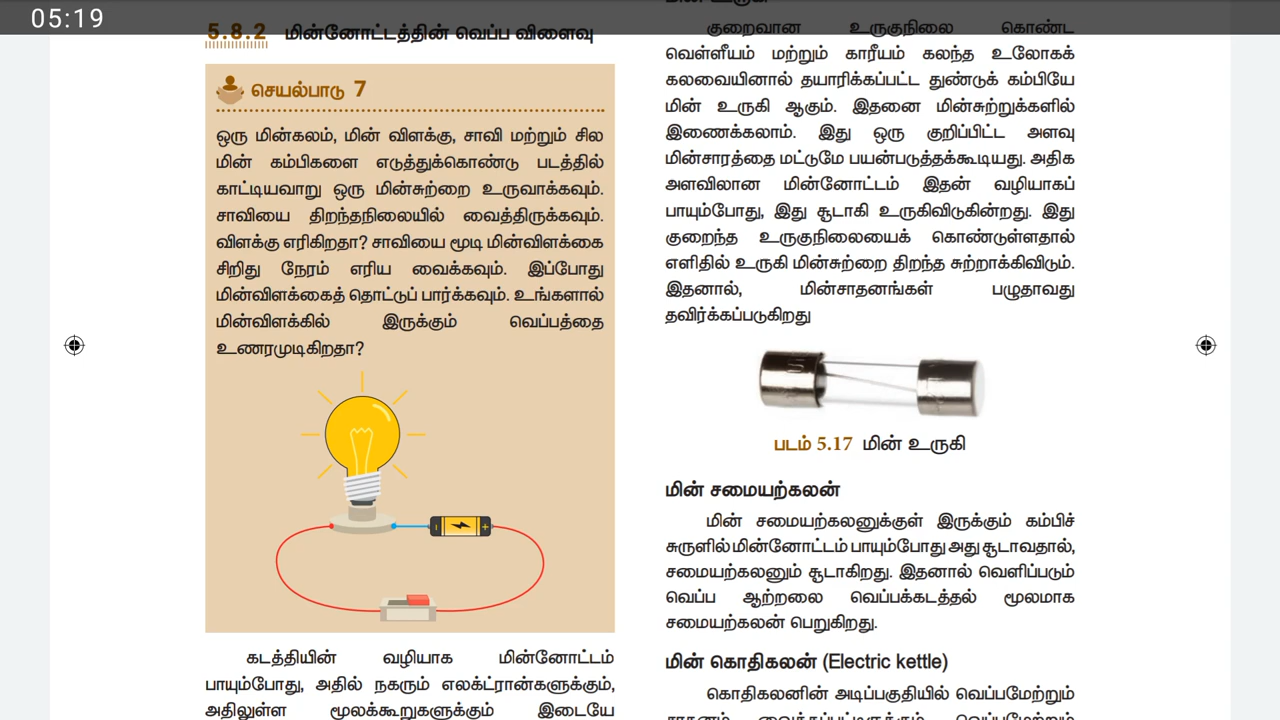 05:19
5.8.2 மின்னோட்டத்தின் வெப்ப விளைவு
செயல்பாடு 7
ஒரு மின்கலம், மின் விளக்கு, சாவி மற்றும் சில
மின் கம்பிகளை எடுத்துக்கொண்டு படத்தில்
காட்டியவாறு ஒரு மின்சுற்றை உருவாக்கவும்.
சாவியை திறந்தநிலையில் வைத்திருக்கவும்.
விளக்கு எரிகிறதா? சாவியை மூடி மின்விளக்கை
சிறிது நேரம் எரிய வைக்கவும். இப்போது
மின்விளக்கைத் தொட்டுப் பார்க்கவும். உங்களால்
மின்விளக்கில் இருக்கும் வெப்பத்தை
உணரமுடிகிறதா?
- +
கடத்தியின் வழியாக மின்னோட்டம்
பாயும்போது, அதில் நகரும் எலக்ட்ரான்களுக்கும்,
அதிலுள்ள மூலக்கூறுகளுக்கும் இடையே
குறைவான உருகுநிலை கொண்ட
வெள்ளீயம் மற்றும் காரீயம் கலந்த உலோகக்
கலவையினால் தயாரிக்கப்பட்ட துண்டுக் கம்பியே
மின் உருகி ஆகும். இதனை மின்சுற்றுக்களில்
இணைக்கலாம். இது ஒரு குறிப்பிட்ட அளவு
மின்சாரத்தை மட்டுமே பயன்படுத்தக்கூடியது. அதிக
அளவிலான மின்னோட்டம் இதன் வழியாகப்
பாயும்போது, இது சூடாகி உருகிவிடுகின்றது. இது
குறைந்த உருகுநிலையைக் கொண்டுள்ளதால்
எளிதில் உருகி மின்சுற்றை திறந்த சுற்றாக்கிவிடும்.
இதனால், மின்சாதனங்கள் பழுதாவது
தவிர்க்கப்படுகிறது
படம் 5.17 மின் உருகி
மின் சமையற்கலன்
மின் சமையற்கலனுக்குள் இருக்கும் கம்பிச்
சுருளில் மின்னோட்டம் பாயும்போது அது சூடாவதால்,
சமையற்கலனும் சூடாகிறது. இதனால் வெளிப்படும்
வெப்ப ஆற்றலை வெப்பக்கடத்தல் மூலமாக
சமையற்கலன் பெறுகிறது.
மின் கொதிகலன் (Electric kettle)
கொதிகலனின் அடிப்பகுதியில் வெப்பமேற்றும்